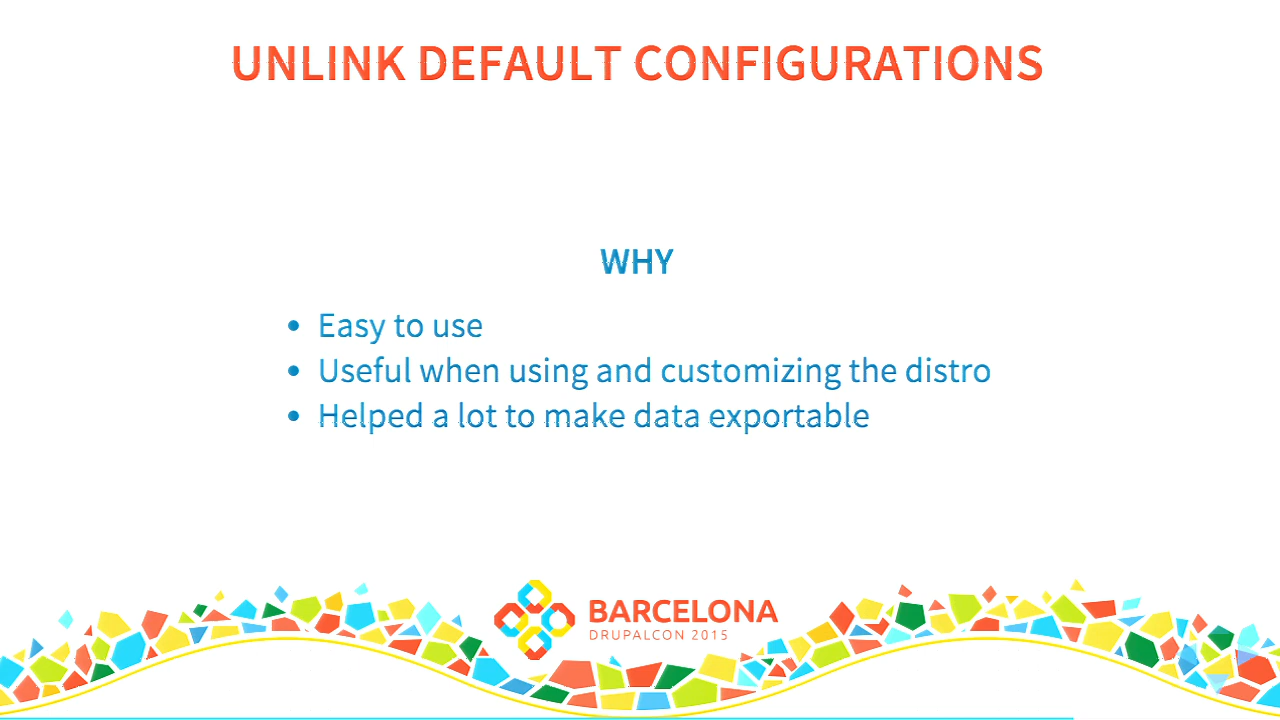 UNLINK DEFAULT CONFIGURATIONS
WHY
• Easy to use
• Useful when using and customizing the distro
• Helped a lot to make data exportable
BARCELONA
DRUPALCON 2015